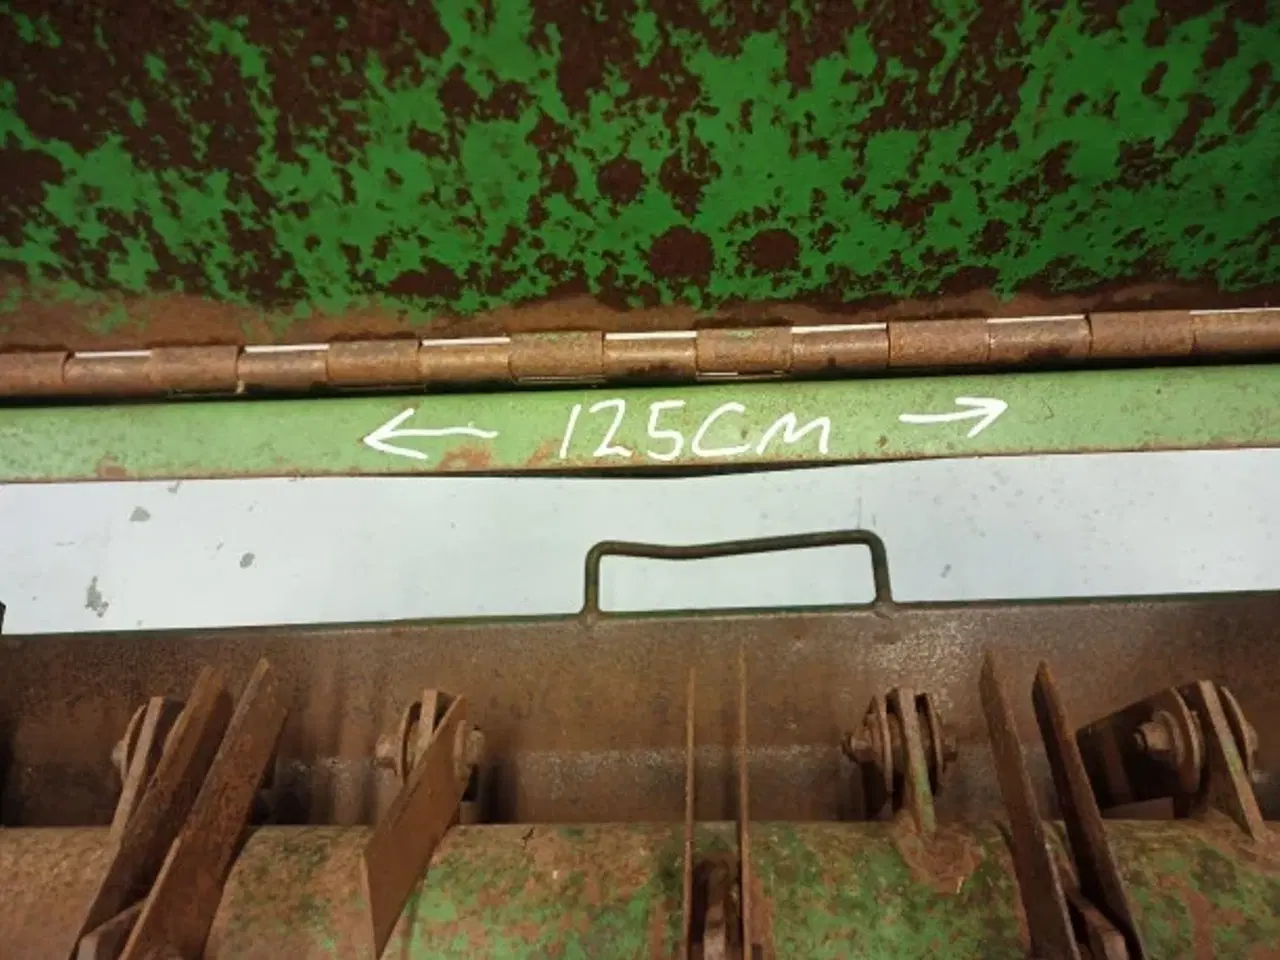 ← 125CM →